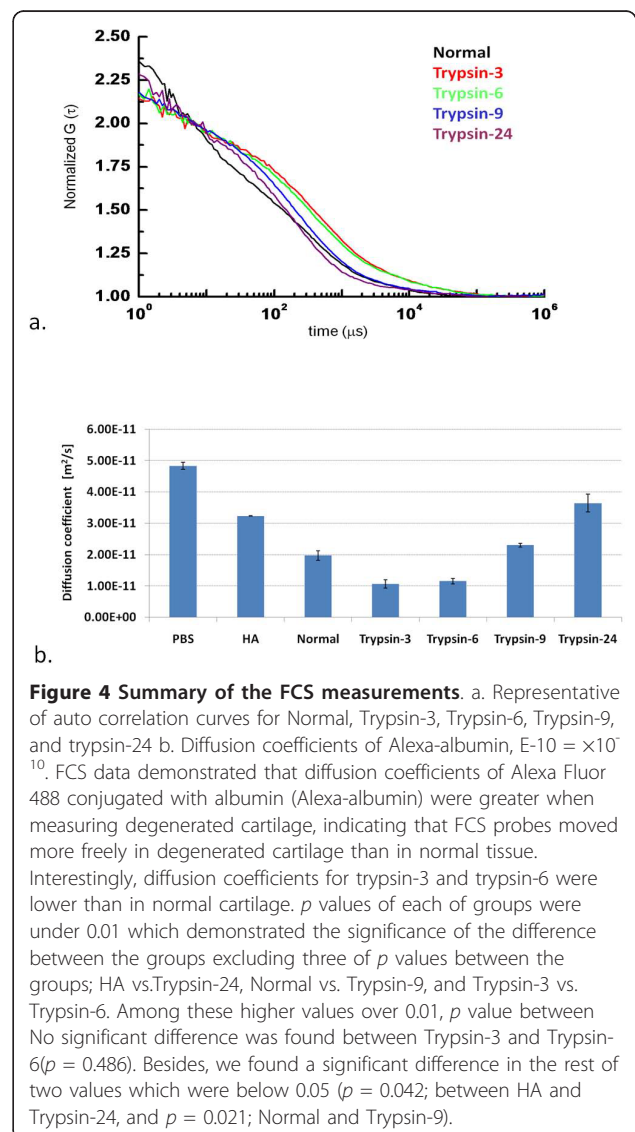 2.50
2.25
2.00
1.75
1.50
1.25
1.00
Normalized G (τ)
Normal
Trypsin-3
Trypsin-6
Trypsin-9
Trypsin-24
10⁰
10²
10⁴
10⁶
time (μs)
a.
6.00E-11
5.00E-11
4.00E-11
3.00E-11
2.00E-11
1.00E-11
0.00E+00
Diffusion coefficient [m²/s]
PBS
HA
Normal
Trypsin-3
Trypsin-6
Trypsin-9
Trypsin-24
b.
Figure 4 Summary of the FCS measurements. a. Representative
of auto correlation curves for Normal, Trypsin-3, Trypsin-6, Trypsin-9,
and trypsin-24 b. Diffusion coefficients of Alexa-albumin, E-10 = ×10⁻
¹⁰. FCS data demonstrated that diffusion coefficients of Alexa Fluor
488 conjugated with albumin (Alexa-albumin) were greater when
measuring degenerated cartilage, indicating that FCS probes moved
more freely in degenerated cartilage than in normal tissue.
Interestingly, diffusion coefficients for trypsin-3 and trypsin-6 were
lower than in normal cartilage. p values of each of groups were
under 0.01 which demonstrated the significance of the difference
between the groups excluding three of p values between the
groups; HA vs.Trypsin-24, Normal vs. Trypsin-9, and Trypsin-3 vs.
Trypsin-6. Among these higher values over 0.01, p value between
No significant difference was found between Trypsin-3 and Trypsin-
6(p = 0.486). Besides, we found a significant difference in the rest of
two values which were below 0.05 (p = 0.042; between HA and
Trypsin-24, and p = 0.021; Normal and Trypsin-9).